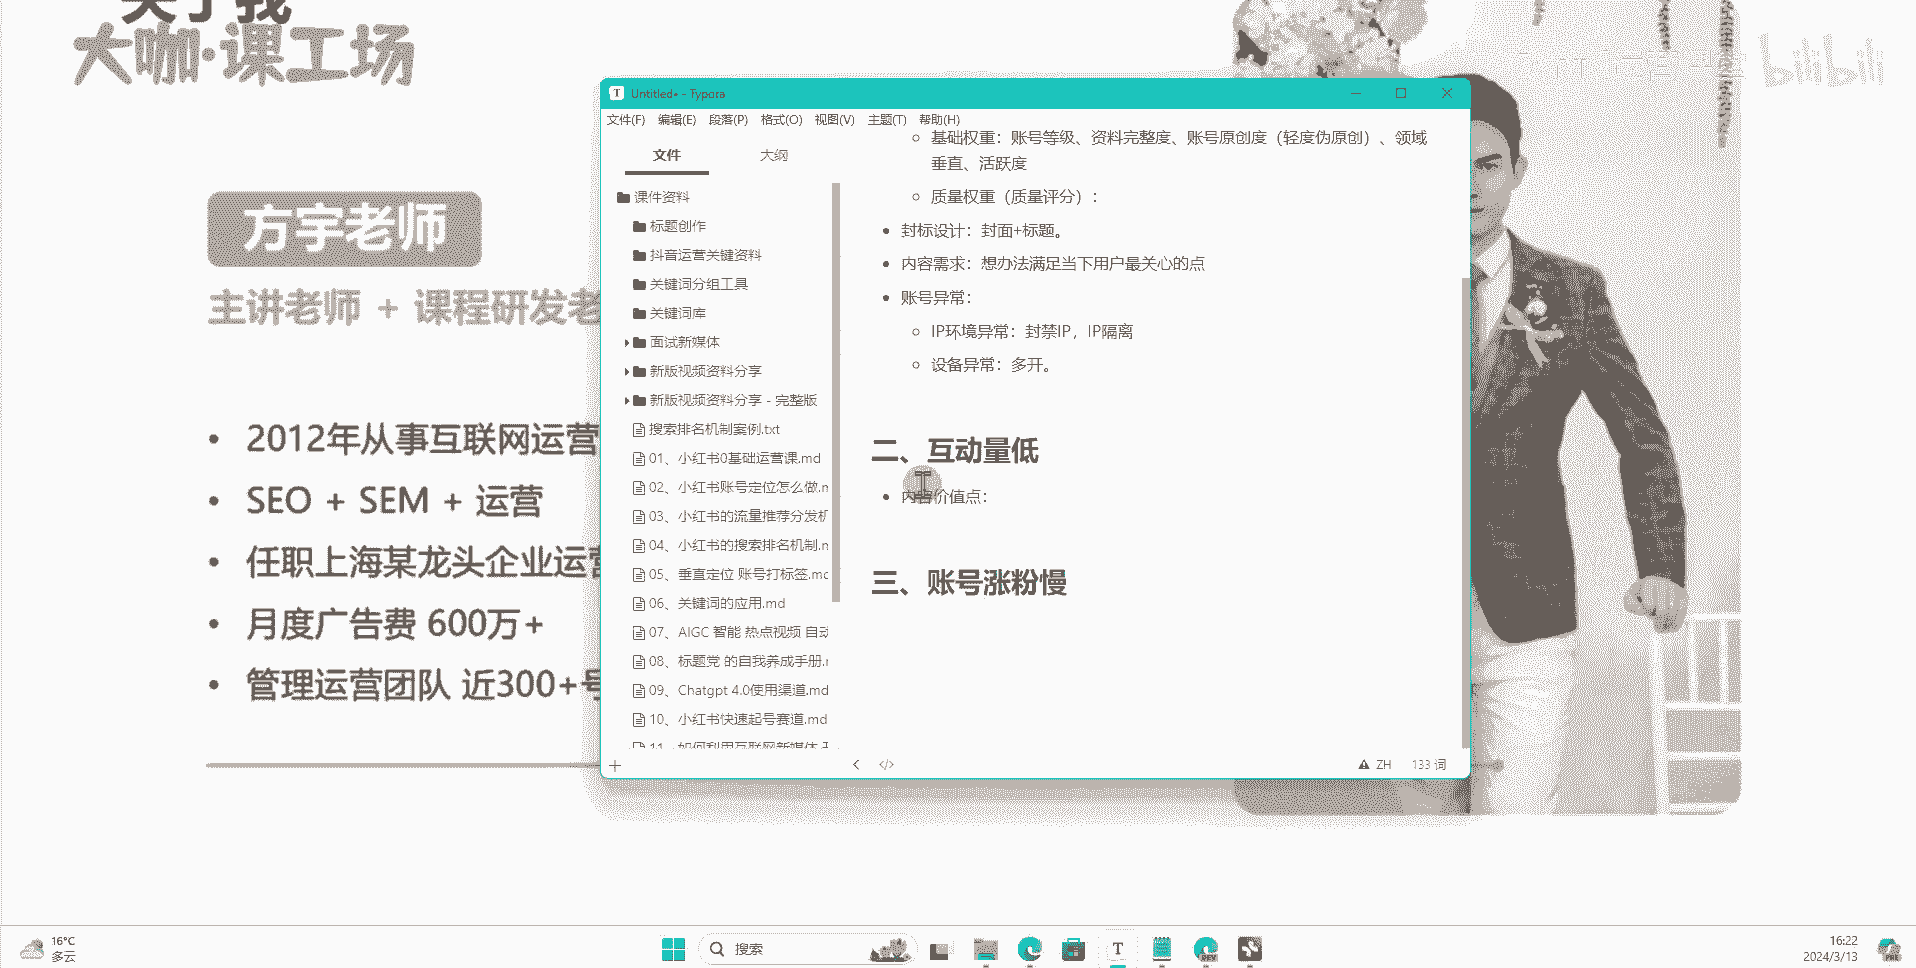 关于我
大咖·课工场
bilibili
方宇老师
主讲老师 + 课程研发老
• 2012年从事互联网运营
• SEO + SEM + 运营
• 任职上海某龙头企业运营
• 月度广告费 600万+
• 管理运营团队 近300+号
Untitled• - Typora
文件(F) 编辑(E) 段落(P) 格式(O) 视图(V) 主题(T) 帮助(H)
文件 大纲
课件资料
标题创作
抖音运营关键资料
关键词分组工具
关键词库
面试新媒体
新版视频资料分享
新版视频资料分享 - 完整版
搜索排名机制案例.txt
01、小红书0基础运营课.md
02、小红书账号定位怎么做.m
03、小红书的流量推荐分发机
04、小红书的搜索排名机制.m
05、垂直定位 账号打标签.md
06、关键词的应用.md
07、AIGC 智能 热点视频 自动
08、标题党 的自我养成手册.m
09、Chatgpt 4.0使用渠道.md
10、小红书快速起号赛道.md
11、如何利用互联网新媒体
基础权重：账号等级、资料完整度、账号原创度（轻度伪原创）、领域
垂直、活跃度
质量权重（质量评分）：
封标设计：封面+标题。
内容需求：想办法满足当下用户最关心的点
账号异常：
IP环境异常：封禁IP，IP隔离
设备异常：多开。
二、互动量低
内容价值点：
三、账号涨粉慢
ZH 133 词
16°C
多云
搜索
16:22
2024/3/13